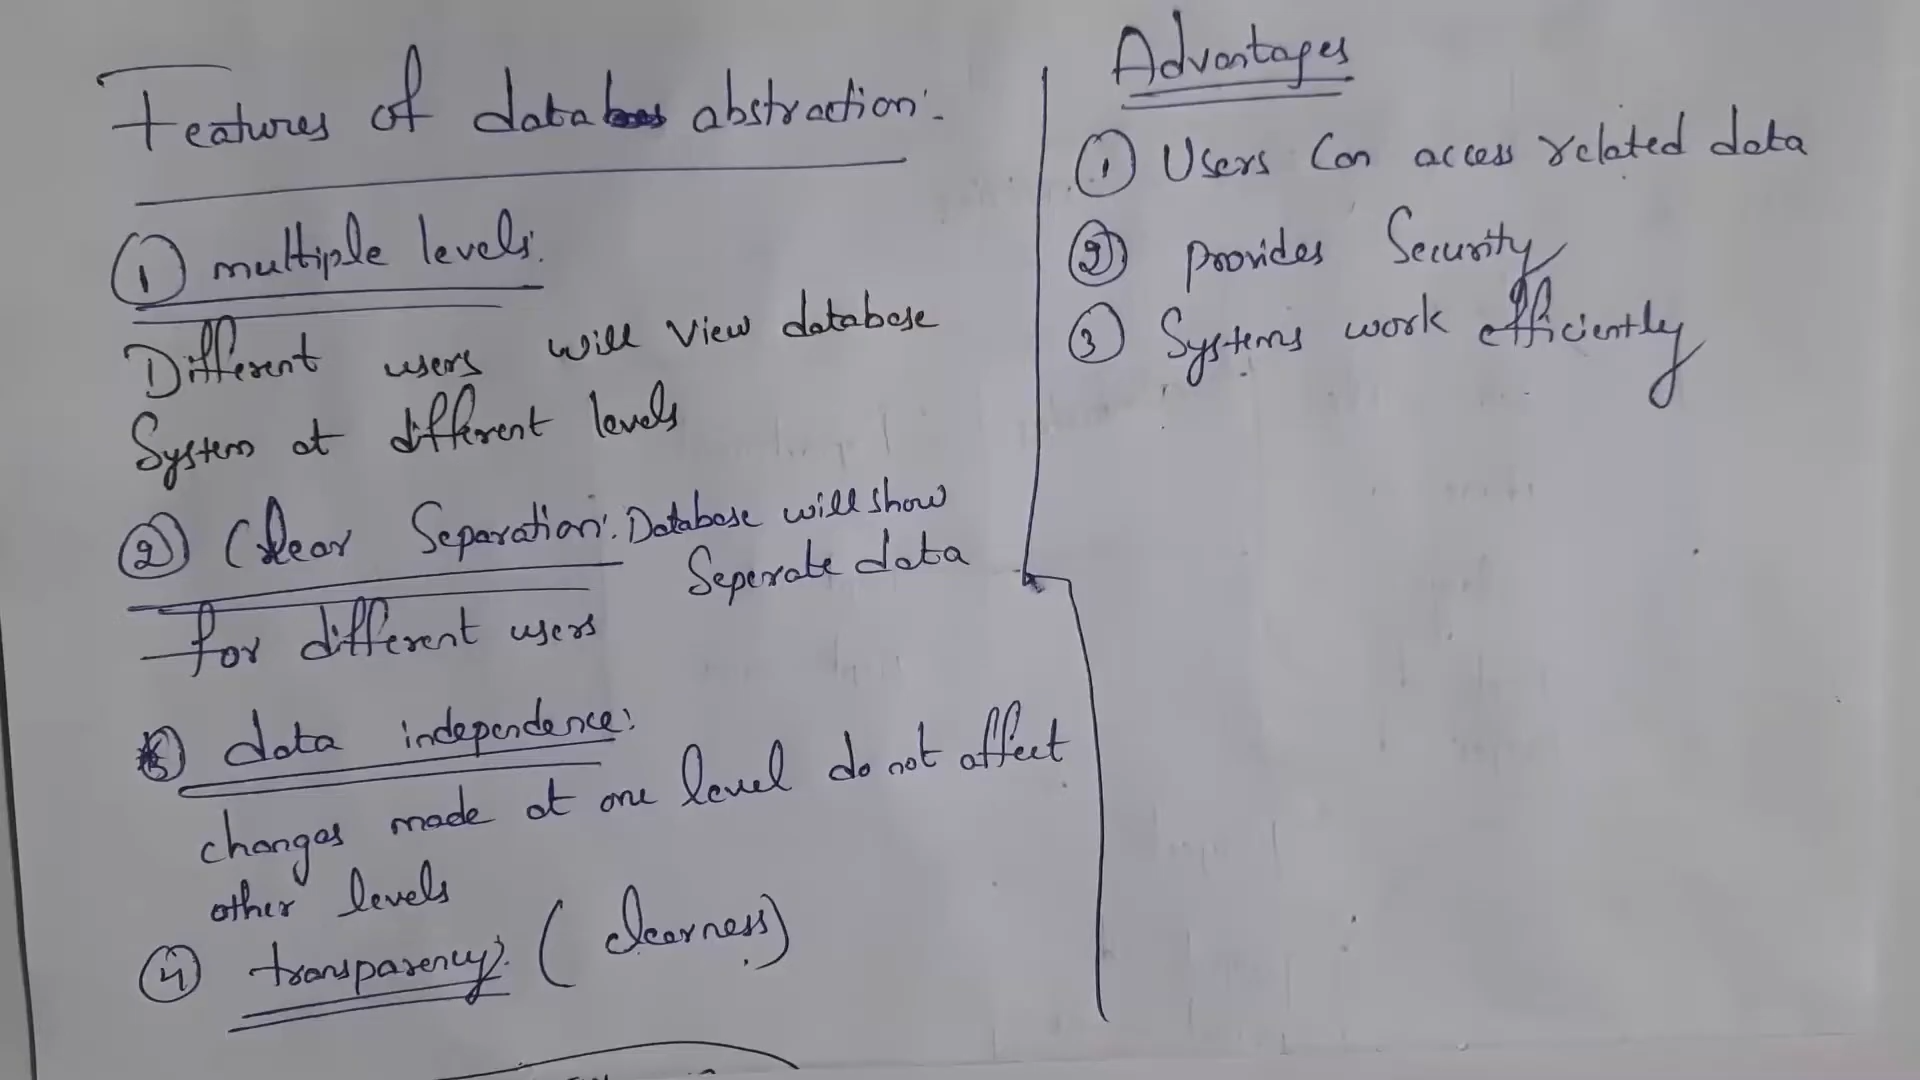 Features of data abstraction:
① multiple levels:
Different users will view database
System at different levels
② Clear Separation: Database will show
Seperate data
for different users
③ data independence:
changes made at one level do not affect
other levels
④ transparency: (clearness)
Advantages
① Users Can access related data
② provides Security
③ Systems work efficiently